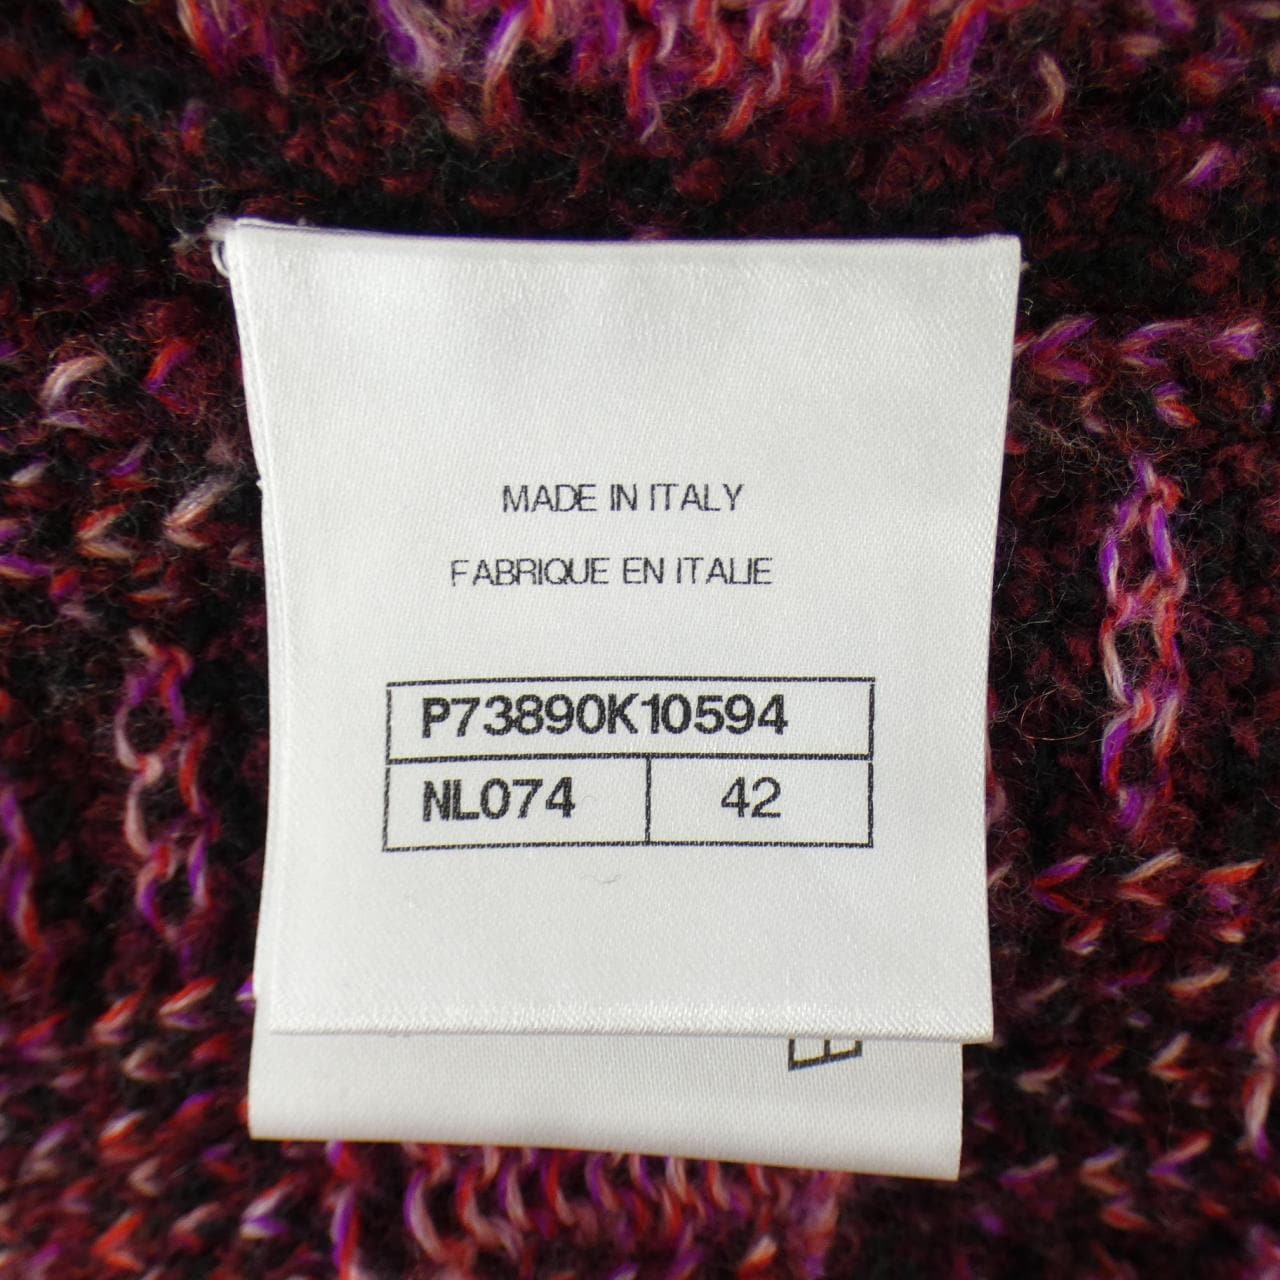 MADE IN ITALY
FABRIQUE EN ITALIE
P73890K10594
NL074 42